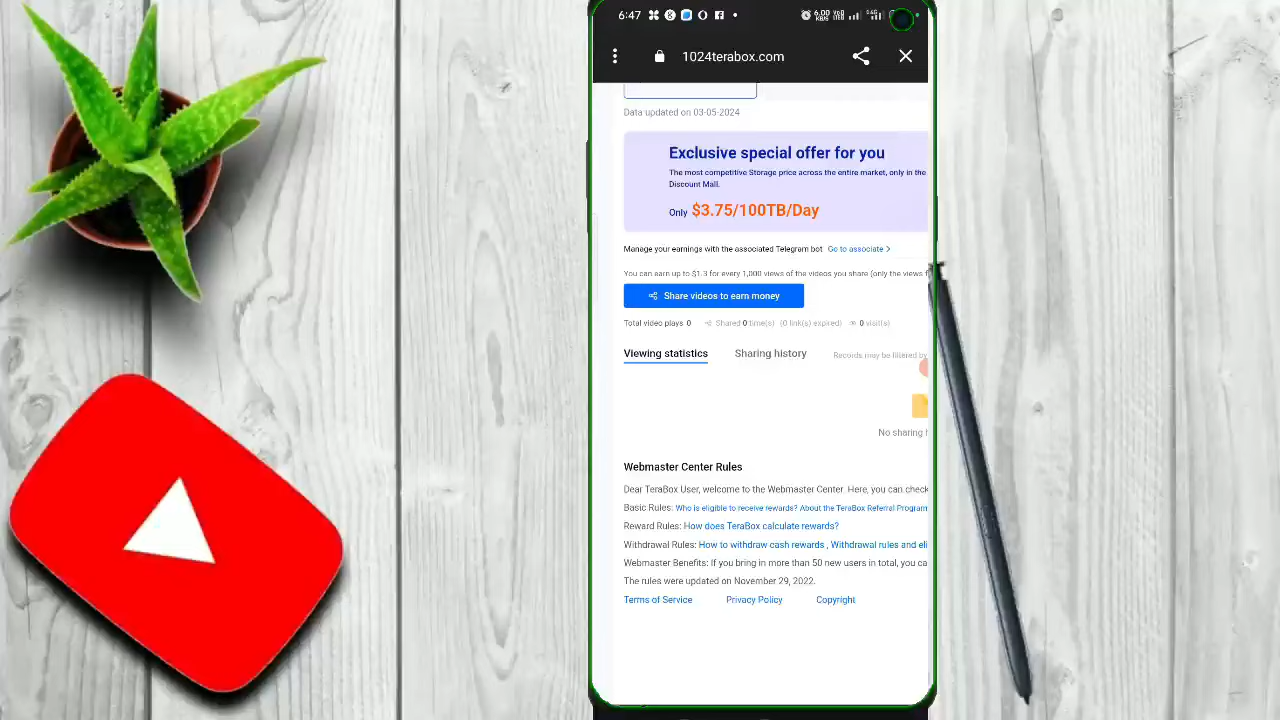 6:47
6.00 KB/S
1024terabox.com
Data updated on 03-05-2024
Exclusive special offer for you
The most competitive Storage price across the entire market, only in the
Discount Mall.
Only $3.75/100TB/Day
Manage your earnings with the associated Telegram bot Go to associate >
You can earn up to $1.3 for every 1,000 views of the videos you share (only the views f
Share videos to earn money
Total video plays 0 Shared 0 time(s) (0 link(s) expired) 0 visit(s)
Viewing statistics Sharing history Records may be filtered by
No sharing h
Webmaster Center Rules
Dear TeraBox User, welcome to the Webmaster Center Here, you can check
Basic Rules: Who is eligible to receive rewards? About the TeraBox Referral Program
Reward Rules: How does TeraBox calculate rewards?
Withdrawal Rules: How to withdraw cash rewards , Withdrawal rules and eli
Webmaster Benefits: If you bring in more than 50 new users in total, you ca
The rules were updated on November 29, 2022.
Terms of Service Privacy Policy Copyright